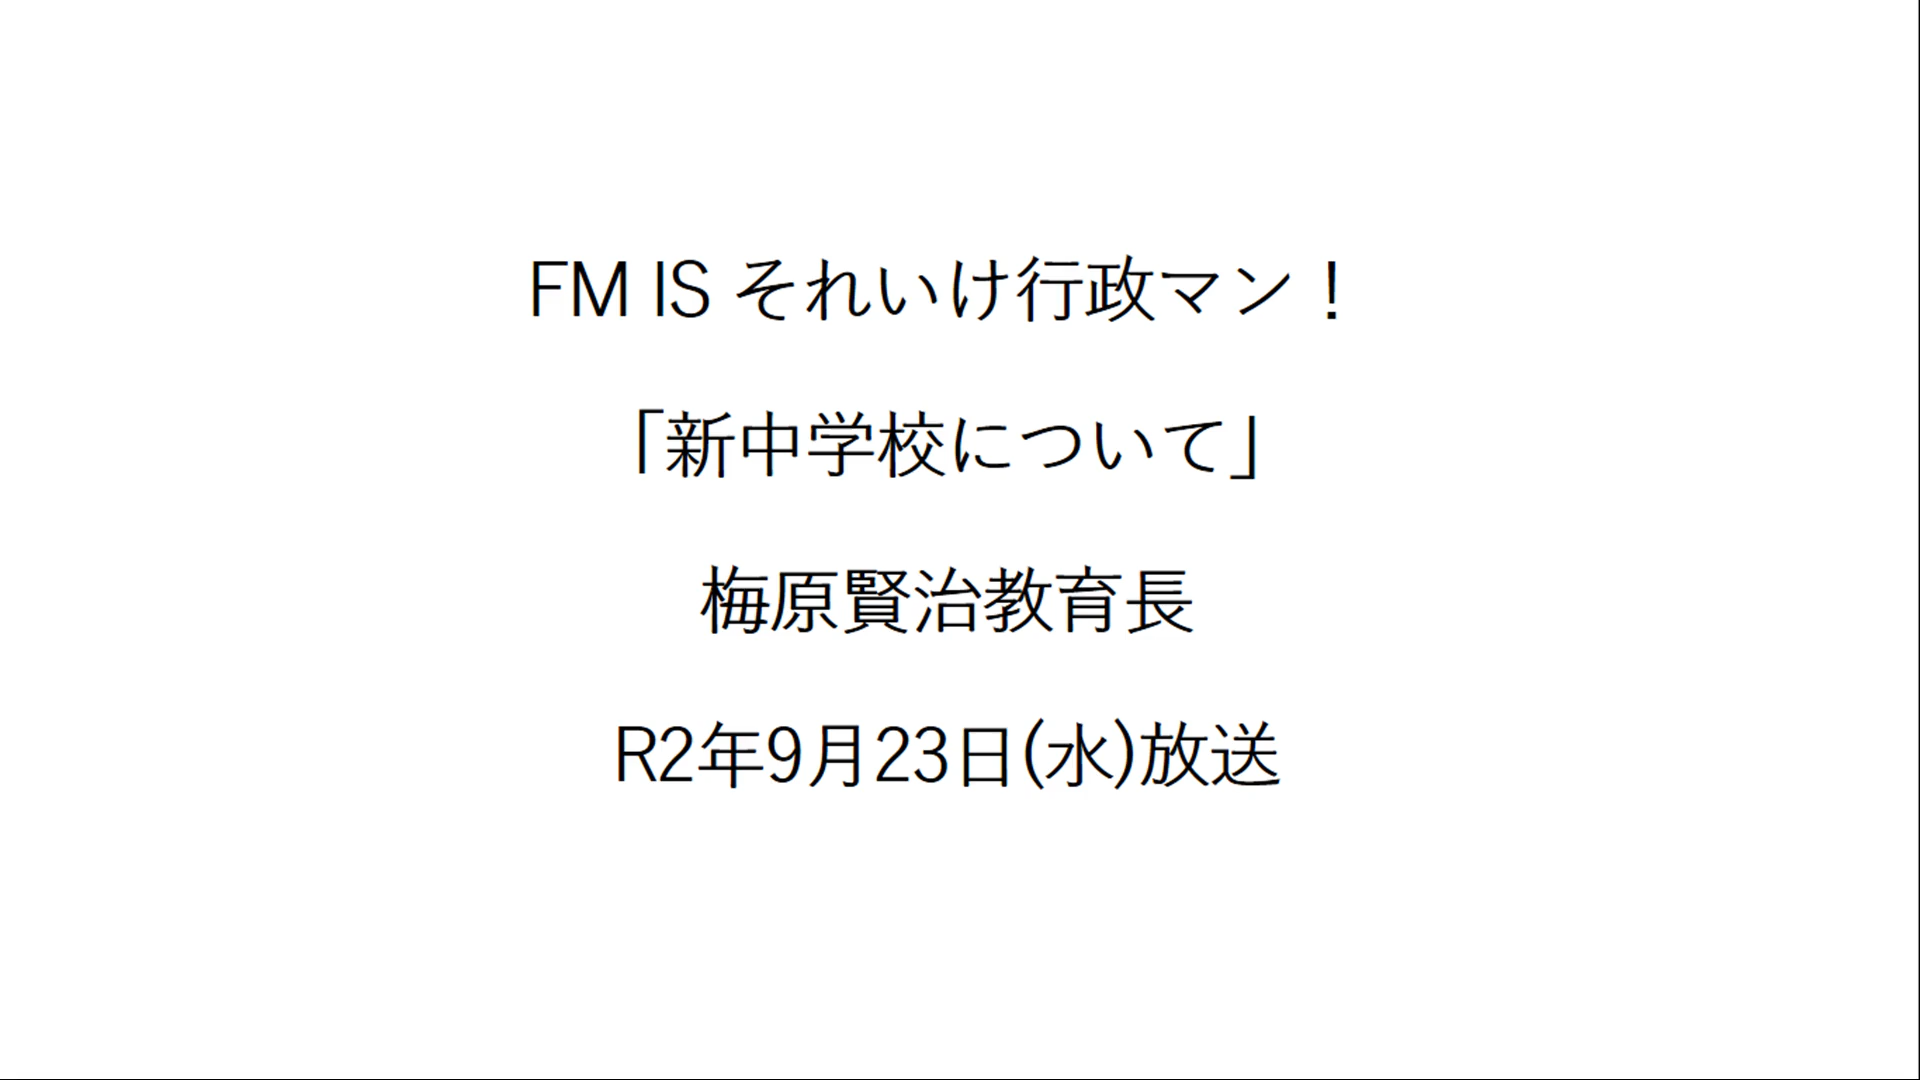 FM IS それいけ行政マン！
「新中学校について」
梅原賢治教育長
R2年9月23日(水)放送